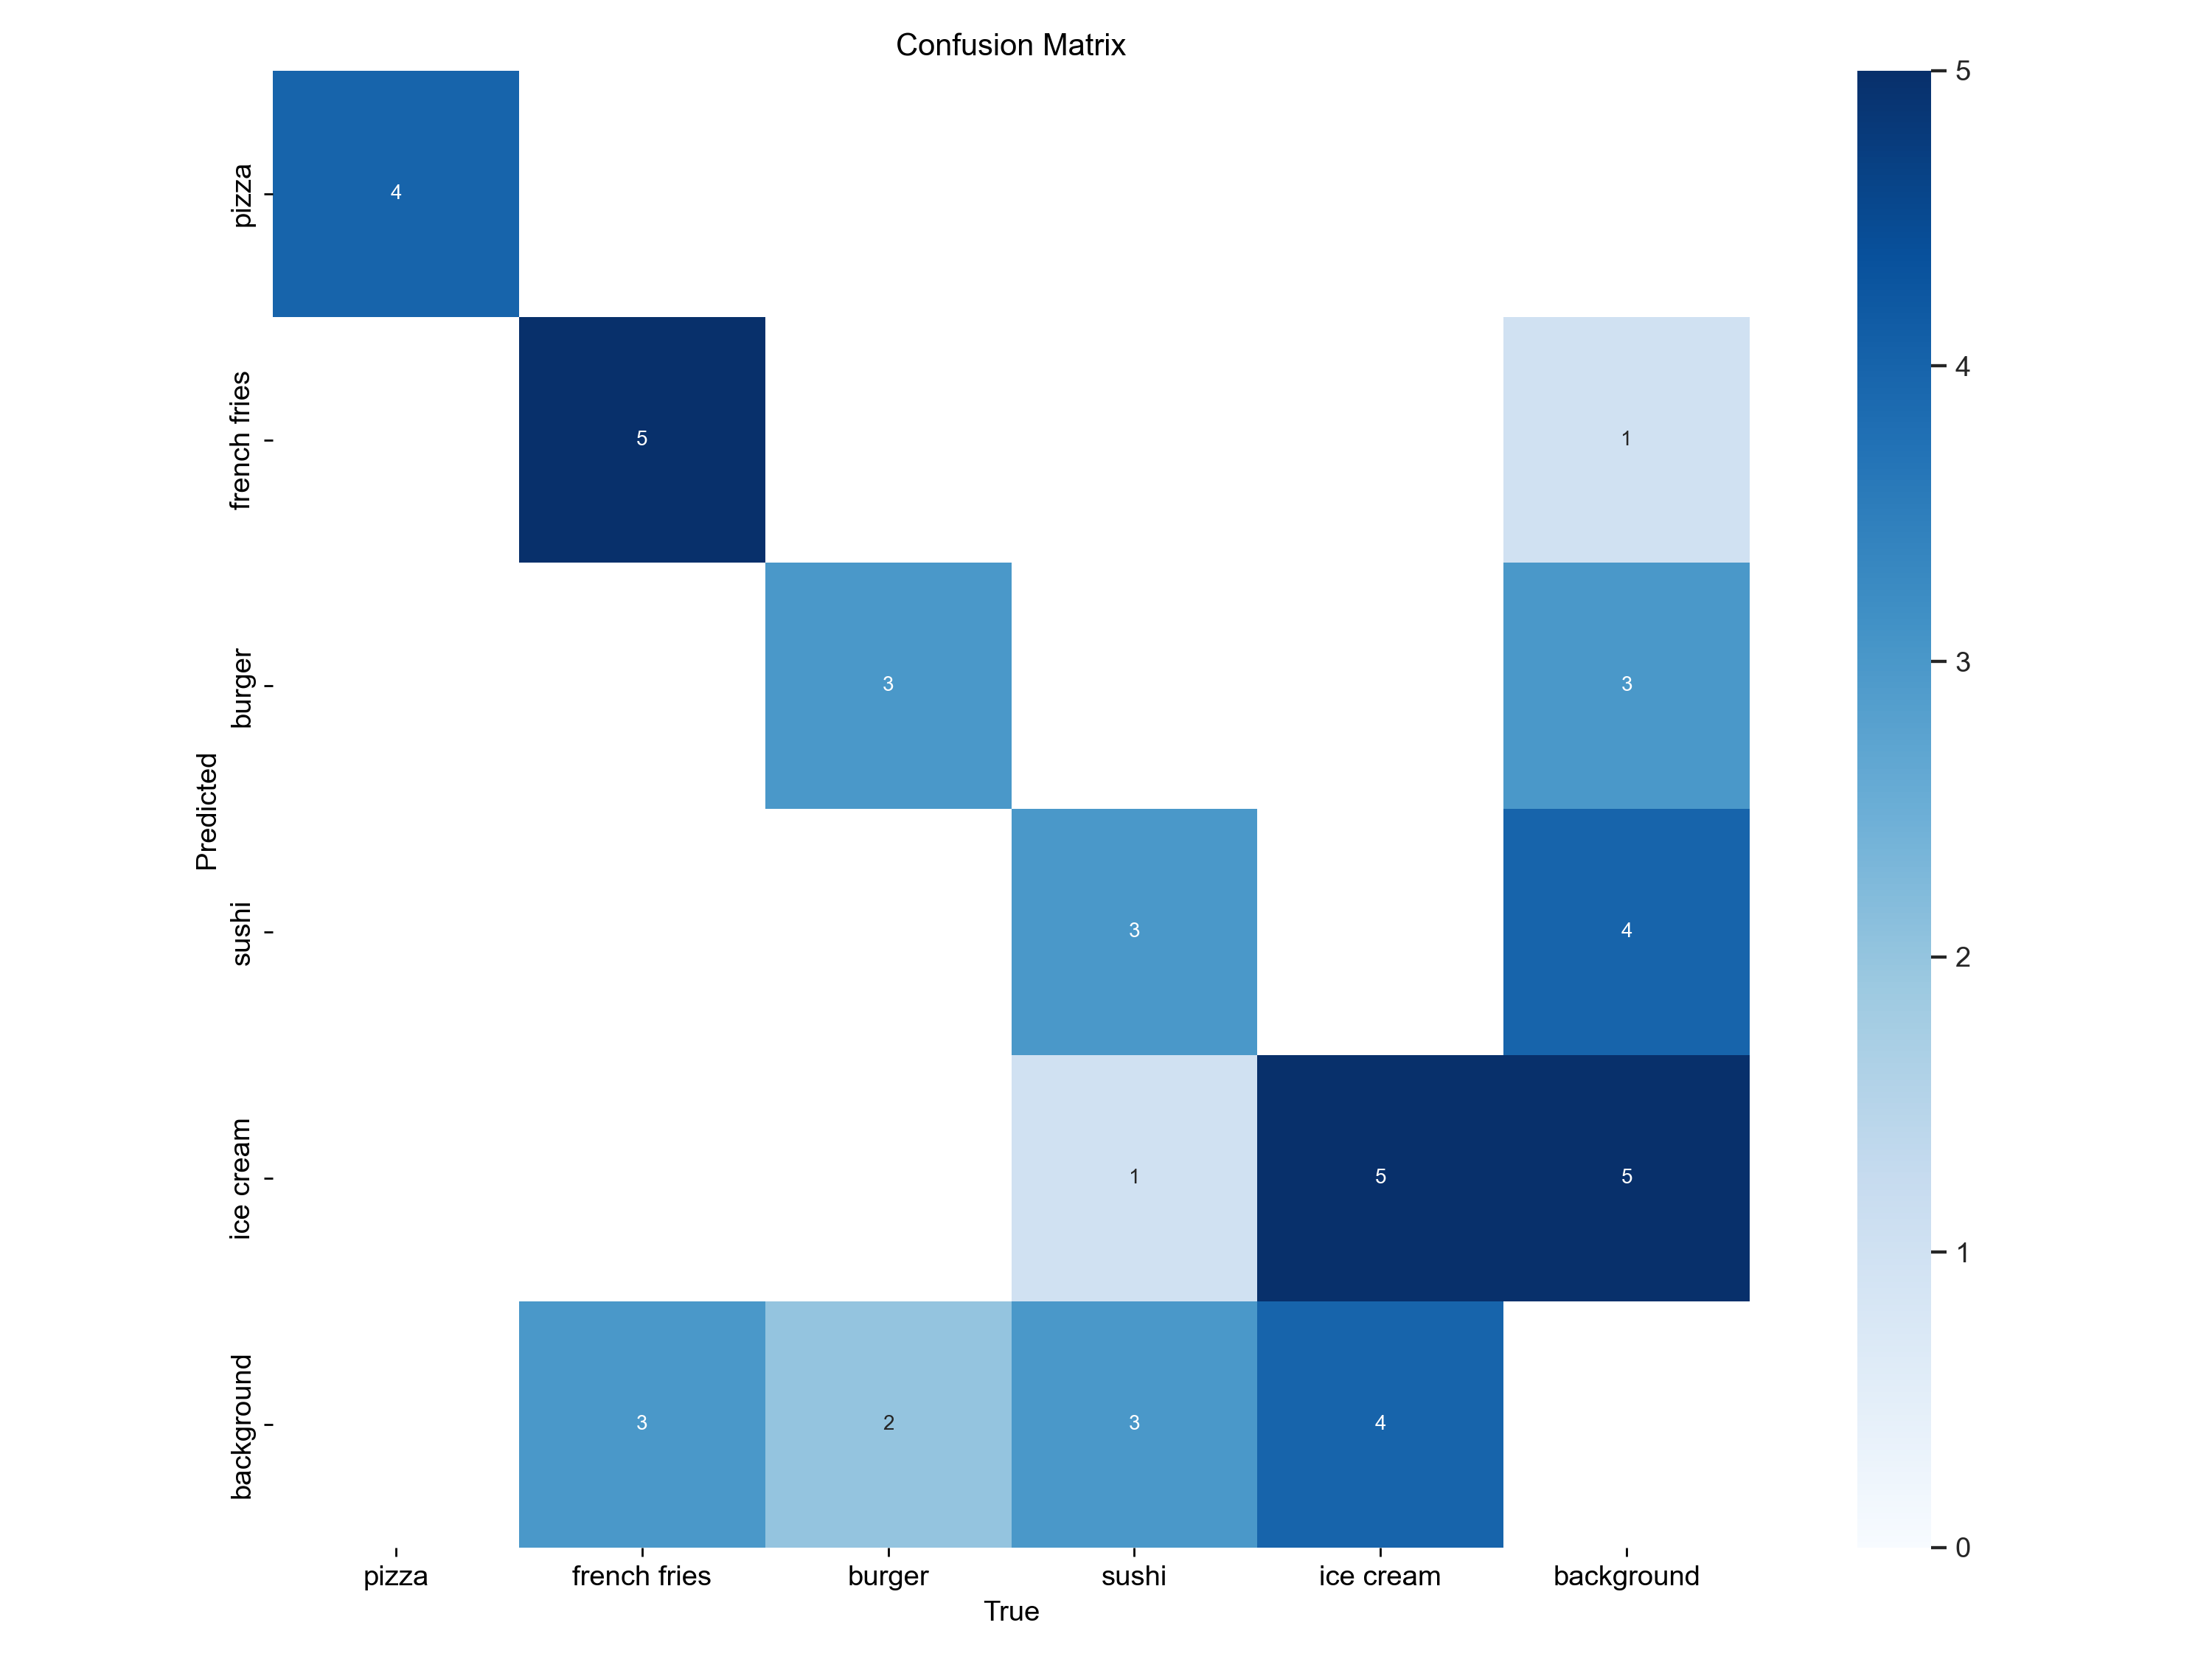 Confusion Matrix
pizza
4
french fries
5
1
burger
3
3
sushi
3
4
ice cream
1
5
5
background
3
2
3
4
Predicted
pizza french fries burger sushi ice cream background
True
5
4
3
2
1
0